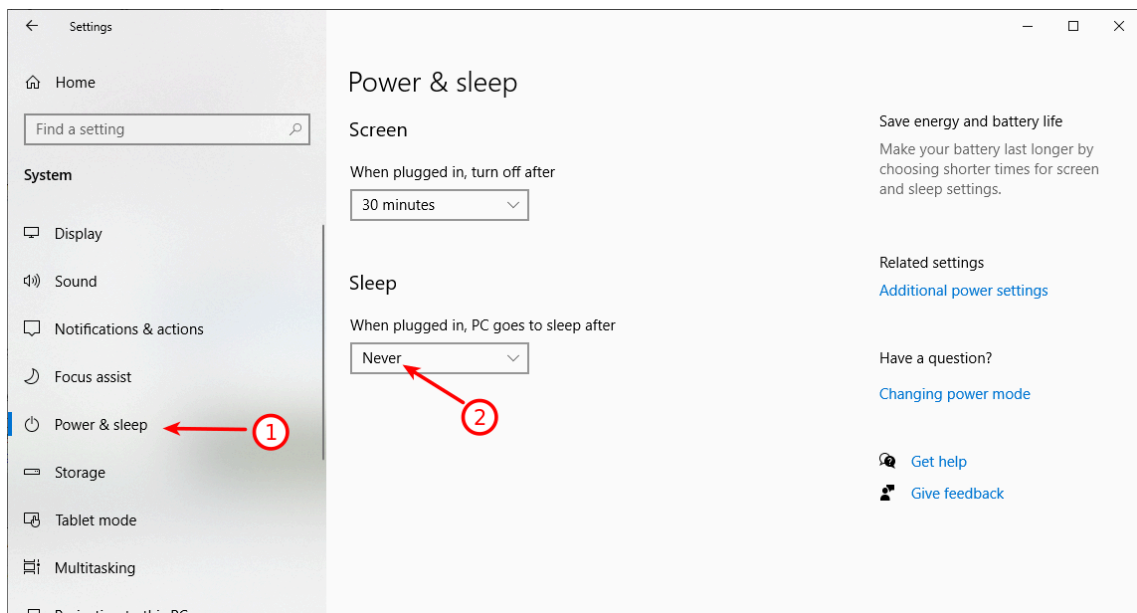 Settings
Home
Find a setting
System
Display
Sound
Notifications & actions
Focus assist
Power & sleep
1
Storage
Tablet mode
Multitasking
Power & sleep
Screen
When plugged in, turn off after
30 minutes
Sleep
When plugged in, PC goes to sleep after
Never
2
Save energy and battery life
Make your battery last longer by
choosing shorter times for screen
and sleep settings.
Related settings
Additional power settings
Have a question?
Changing power mode
Get help
Give feedback